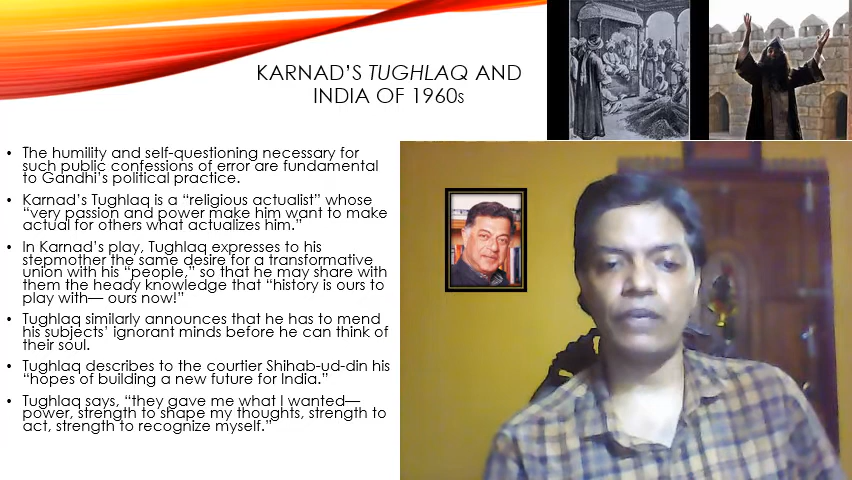 KARNAD'S TUGHLAQ AND
INDIA OF 1960s
• The humility and self-questioning necessary for
such public confessions of error are fundamental
to Gandhi's political practice.
• Karnad's Tughlaq is a “religious actualist” whose
“very passion and power make him want to make
actual for others what actualizes him.”
• In Karnad's play, Tughlaq expresses to his
stepmother the same desire for a transformative
union with his “people,” so that he may share with
them the heady knowledge that “history is ours to
play with— ours now!”
• Tughlaq similarly announces that he has to mend
his subjects' ignorant minds before he can think of
their soul.
• Tughlaq describes to the courtier Shihab-ud-din his
“hopes of building a new future for India.”
• Tughlaq says, “they gave me what I wanted—
power, strength to shape my thoughts, strength to
act, strength to recognize myself.”